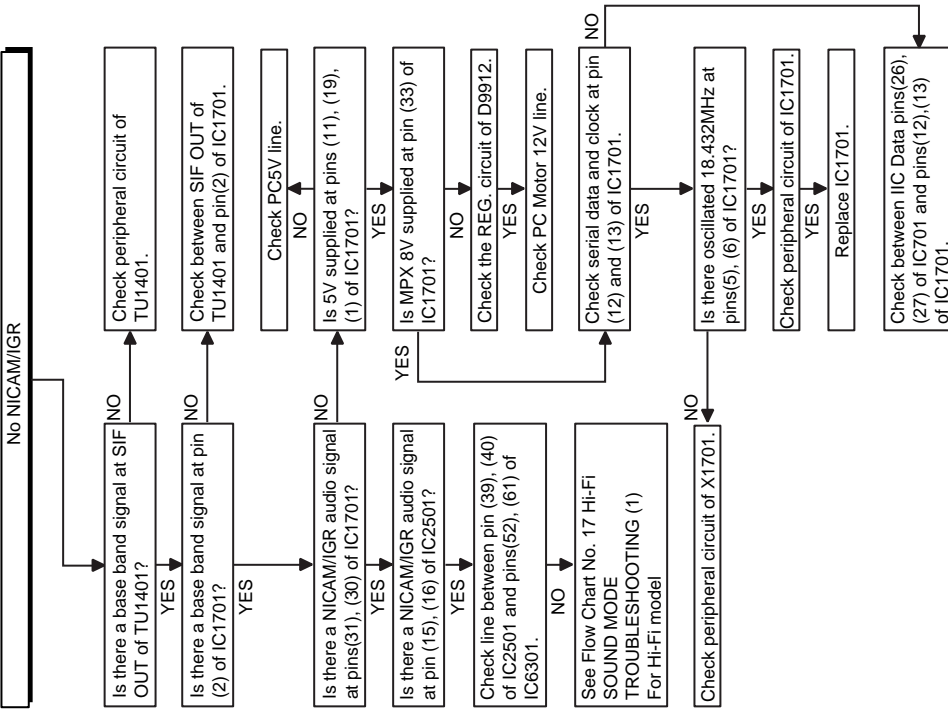 No NICAM/IGR
Is there a base band signal at SIF
OUT of TU1401?
NO
Check peripheral circuit of
TU1401.
YES
Is there a base band signal at pin
(2) of IC1701?
NO
Check between SIF OUT of
TU1401 and pin(2) of IC1701.
YES
Is there a NICAM/IGR audio signal
at pins(31), (30) of IC1701?
NO
Check PC5V line.
NO
Is 5V supplied at pins (11), (19),
(1) of IC1701?
YES
YES
Is there a NICAM/IGR audio signal
at pin (15), (16) of IC2501?
YES
Is MPX 8V supplied at pin (33) of
IC1701?
YES
NO
Check line between pin (39), (40)
of IC2501 and pins(52), (61) of
IC6301.
Check the REG. circuit of D9912.
YES
Check PC Motor 12V line.
NO
See Flow Chart No. 17 Hi-Fi
SOUND MODE
TROUBLESHOOTING (1)
For Hi-Fi model
Check serial data and clock at pin
(12) and (13) of IC1701.
NO
YES
Is there oscillated 18.432MHz at
pins(5), (6) of IC1701?
NO
Check peripheral circuit of X1701.
YES
Check peripheral circuit of IC1701.
YES
Replace IC1701.
Check between IIC Data pins(26),
(27) of IC701 and pins(12),(13)
of IC1701.